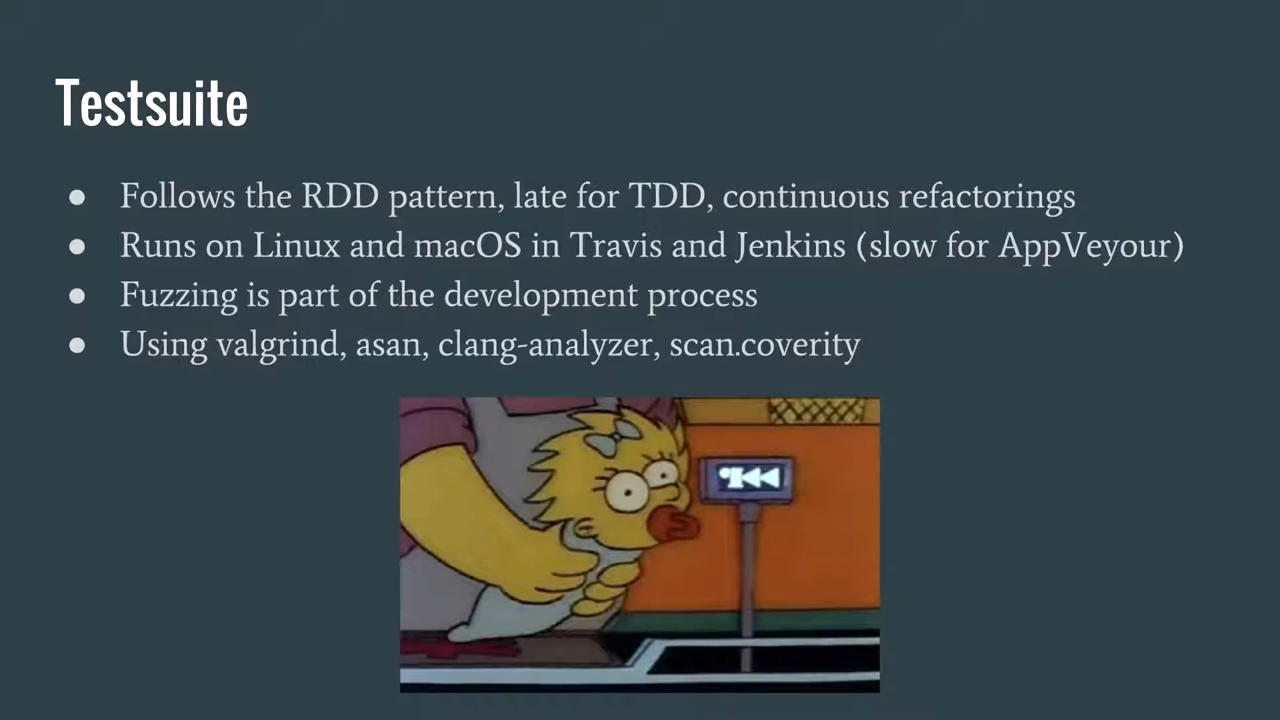 Testsuite
● Follows the RDD pattern, late for TDD, continuous refactorings
● Runs on Linux and macOS in Travis and Jenkins (slow for AppVeyour)
● Fuzzing is part of the development process
● Using valgrind, asan, clang-analyzer, scan.coverity